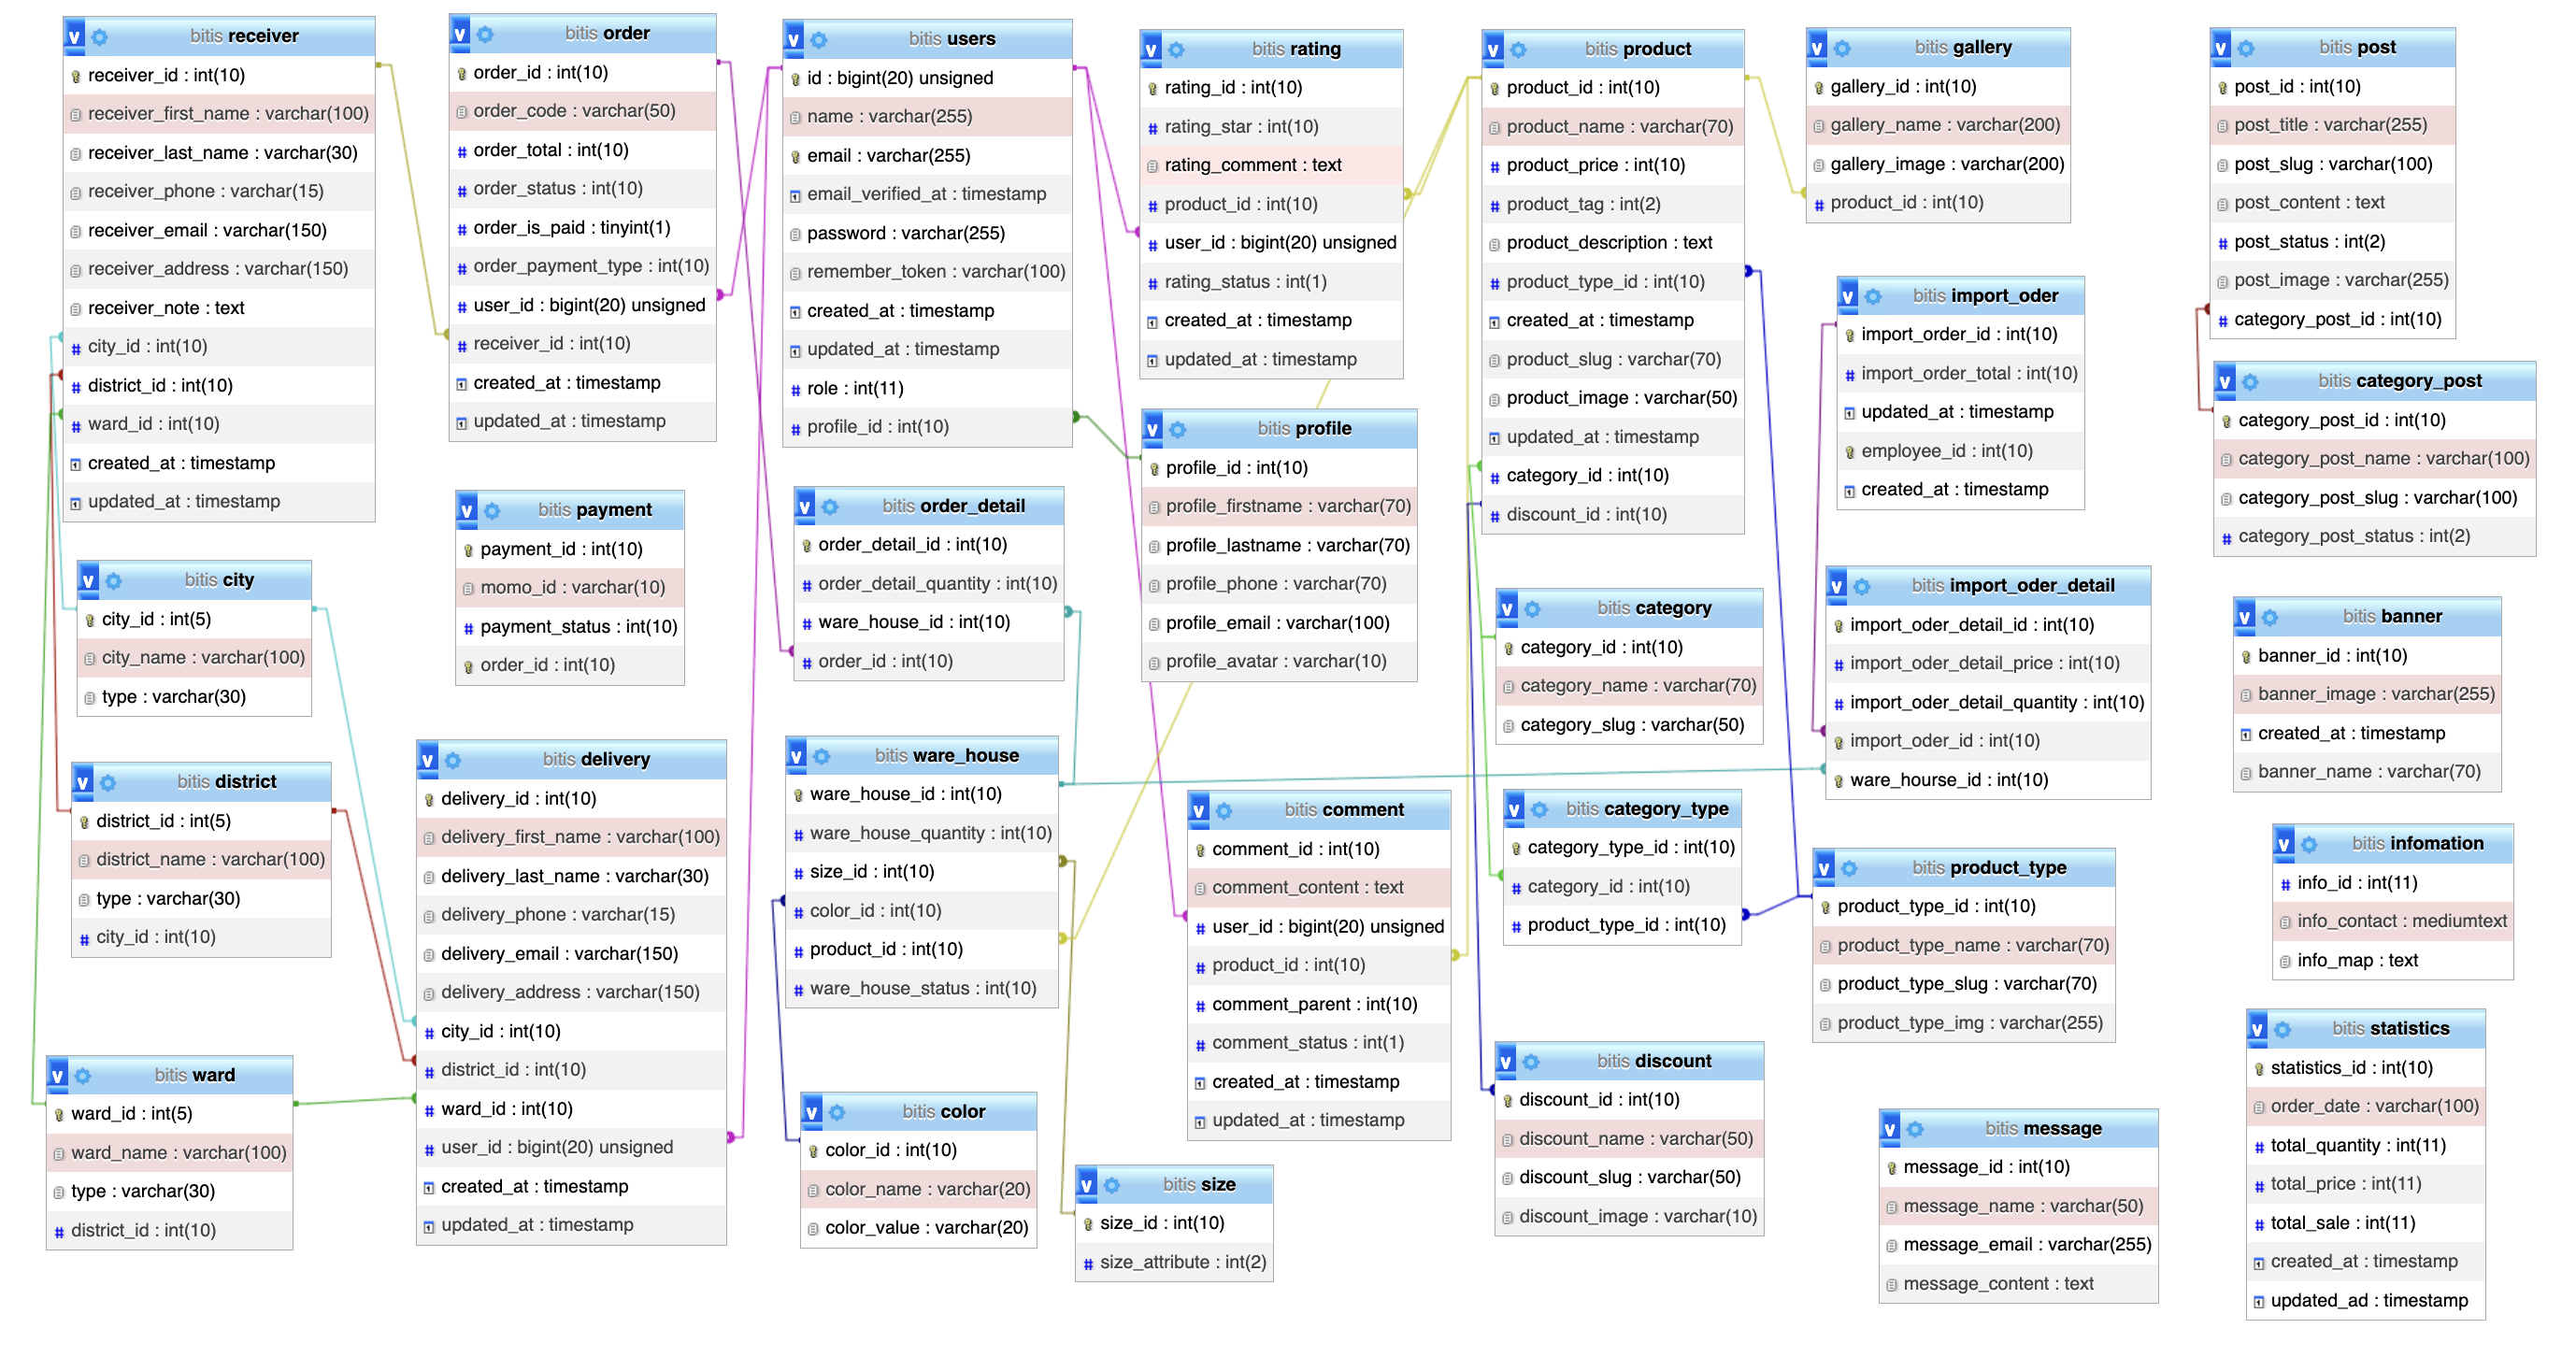 bitis receiver
receiver_id : int(10)
receiver_first_name : varchar(100)
receiver_last_name : varchar(30)
receiver_phone : varchar(15)
receiver_email : varchar(150)
receiver_address : varchar(150)
receiver_note : text
city_id : int(10)
district_id : int(10)
ward_id : int(10)
created_at : timestamp
updated_at : timestamp
bitis order
order_id : int(10)
order_code : varchar(50)
order_total : int(10)
order_status : int(10)
order_is_paid : tinyint(1)
order_payment_type : int(10)
user_id : bigint(20) unsigned
receiver_id : int(10)
created_at : timestamp
updated_at : timestamp
bitis users
id : bigint(20) unsigned
name : varchar(255)
email : varchar(255)
email_verified_at : timestamp
password : varchar(255)
remember_token : varchar(100)
created_at : timestamp
updated_at : timestamp
role : int(11)
profile_id : int(10)
bitis rating
rating_id : int(10)
rating_star : int(10)
rating_comment : text
product_id : int(10)
user_id : bigint(20) unsigned
rating_status : int(1)
created_at : timestamp
updated_at : timestamp
bitis product
product_id : int(10)
product_name : varchar(70)
product_price : int(10)
product_tag : int(2)
product_description : text
product_type_id : int(10)
created_at : timestamp
product_slug : varchar(70)
product_image : varchar(50)
updated_at : timestamp
category_id : int(10)
discount_id : int(10)
bitis gallery
gallery_id : int(10)
gallery_name : varchar(200)
gallery_image : varchar(200)
product_id : int(10)
bitis post
post_id : int(10)
post_title : varchar(255)
post_slug : varchar(100)
post_content : text
post_status : int(2)
post_image : varchar(255)
category_post_id : int(10)
bitis import_oder
import_order_id : int(10)
import_order_total : int(10)
updated_at : timestamp
employee_id : int(10)
created_at : timestamp
bitis category_post
category_post_id : int(10)
category_post_name : varchar(100)
category_post_slug : varchar(100)
category_post_status : int(2)
bitis profile
profile_id : int(10)
profile_firstname : varchar(70)
profile_lastname : varchar(70)
profile_phone : varchar(70)
profile_email : varchar(100)
profile_avatar : varchar(10)
bitis payment
payment_id : int(10)
momo_id : varchar(10)
payment_status : int(10)
order_id : int(10)
bitis order_detail
order_detail_id : int(10)
order_detail_quantity : int(10)
ware_house_id : int(10)
order_id : int(10)
bitis city
city_id : int(5)
city_name : varchar(100)
type : varchar(30)
bitis category
category_id : int(10)
category_name : varchar(70)
category_slug : varchar(50)
bitis import_oder_detail
import_oder_detail_id : int(10)
import_oder_detail_price : int(10)
import_oder_detail_quantity : int(10)
import_oder_id : int(10)
ware_hourse_id : int(10)
bitis banner
banner_id : int(10)
banner_image : varchar(255)
created_at : timestamp
banner_name : varchar(70)
bitis district
district_id : int(5)
district_name : varchar(100)
type : varchar(30)
city_id : int(10)
bitis delivery
delivery_id : int(10)
delivery_first_name : varchar(100)
delivery_last_name : varchar(30)
delivery_phone : varchar(15)
delivery_email : varchar(150)
delivery_address : varchar(150)
city_id : int(10)
district_id : int(10)
ward_id : int(10)
user_id : bigint(20) unsigned
created_at : timestamp
updated_at : timestamp
bitis ware_house
ware_house_id : int(10)
ware_house_quantity : int(10)
size_id : int(10)
color_id : int(10)
product_id : int(10)
ware_house_status : int(10)
bitis comment
comment_id : int(10)
comment_content : text
user_id : bigint(20) unsigned
product_id : int(10)
comment_parent : int(10)
comment_status : int(1)
created_at : timestamp
updated_at : timestamp
bitis category_type
category_type_id : int(10)
category_id : int(10)
product_type_id : int(10)
bitis product_type
product_type_id : int(10)
product_type_name : varchar(70)
product_type_slug : varchar(70)
product_type_img : varchar(255)
bitis infomation
info_id : int(11)
info_contact : mediumtext
info_map : text
bitis ward
ward_id : int(5)
ward_name : varchar(100)
type : varchar(30)
district_id : int(10)
bitis color
color_id : int(10)
color_name : varchar(20)
color_value : varchar(20)
bitis size
size_id : int(10)
size_attribute : int(2)
bitis discount
discount_id : int(10)
discount_name : varchar(50)
discount_slug : varchar(50)
discount_image : varchar(10)
bitis message
message_id : int(10)
message_name : varchar(50)
message_email : varchar(255)
message_content : text
bitis statistics
statistics_id : int(10)
order_date : varchar(100)
total_quantity : int(11)
total_price : int(11)
total_sale : int(11)
created_at : timestamp
updated_ad : timestamp